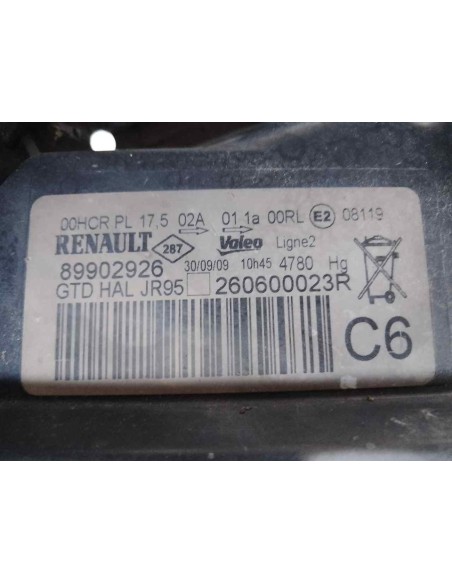 00HCR PL 17,5 02A 01 1a 00RL E2 08119
RENAULT 287 Valeo Ligne2
89902926 30/09/09 10h45 4780 Hg
GTD HAL JR95 260600023R
C6